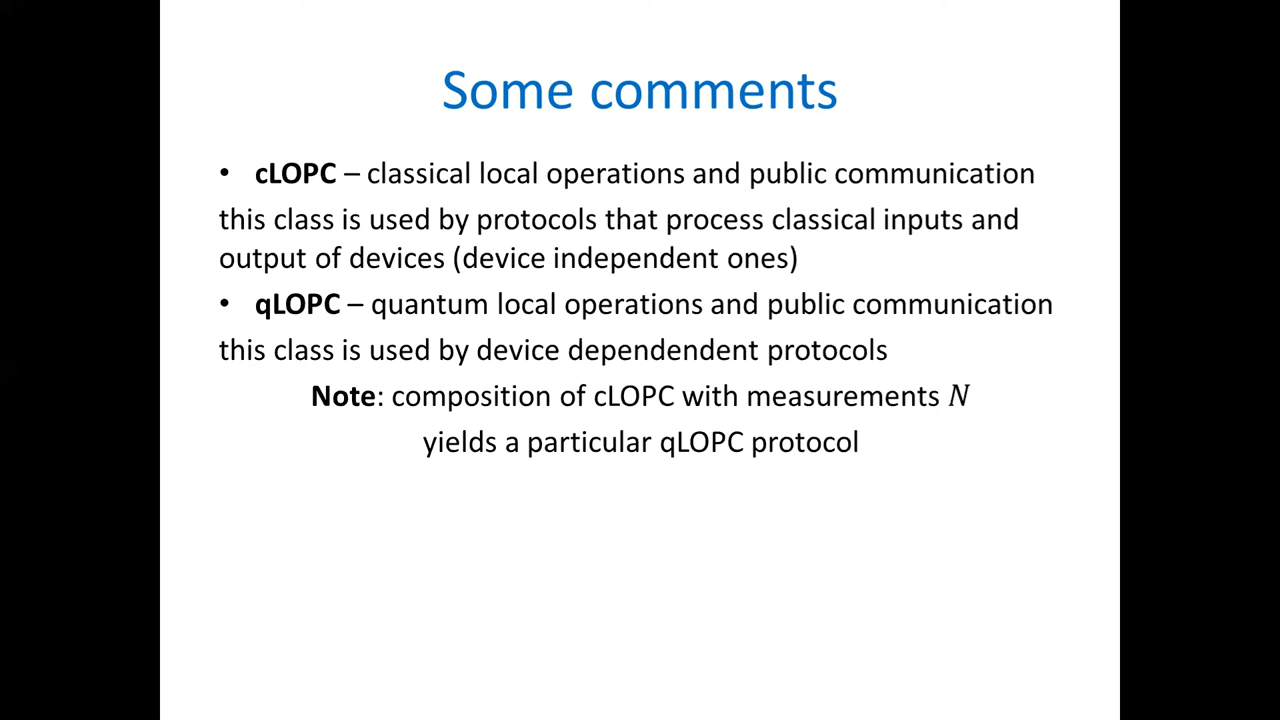 Some comments
• cLOPC – classical local operations and public communication
this class is used by protocols that process classical inputs and
output of devices (device independent ones)
• qLOPC – quantum local operations and public communication
this class is used by device dependendent protocols
Note: composition of cLOPC with measurements N
yields a particular qLOPC protocol